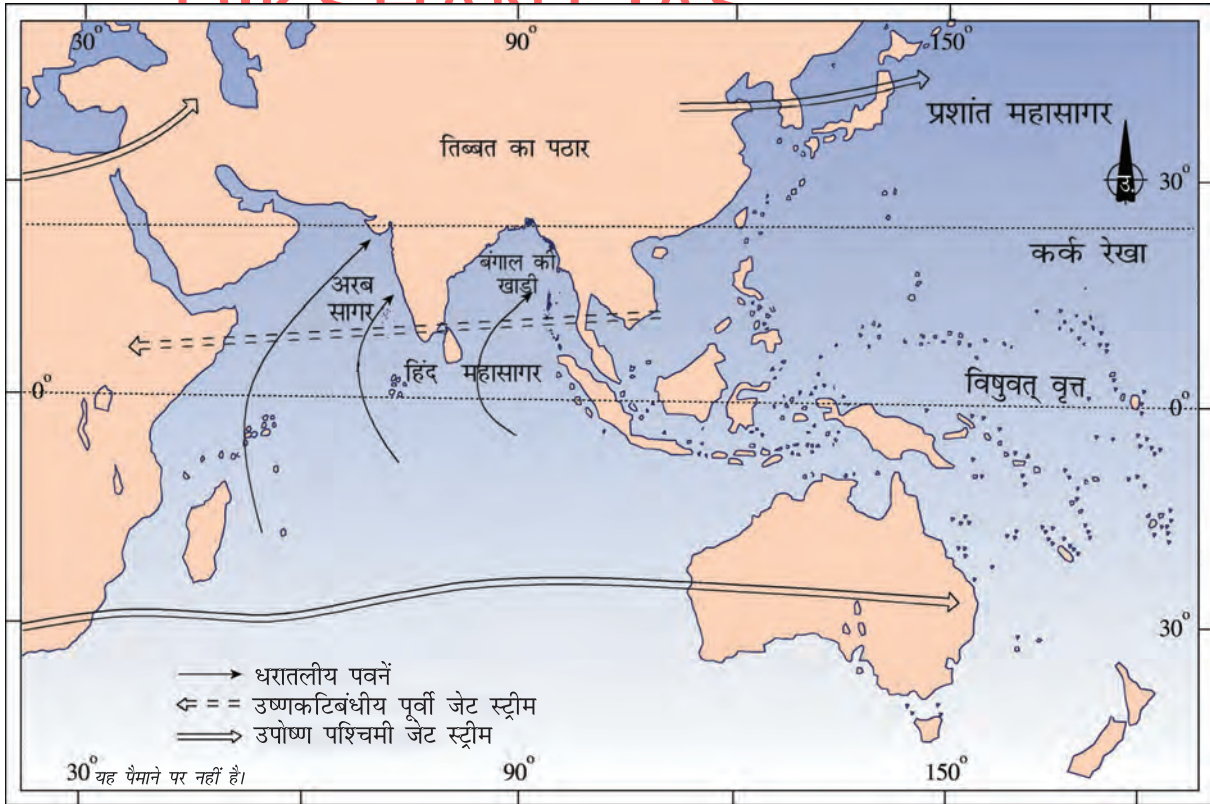 30° 90° 150°
प्रशांत महासागर
तिब्बत का पठार
उ.
30°
कर्क रेखा
अरब
सागर
बंगाल की
खाड़ी
हिंद महासागर
विषुवत् वृत्त
0° 0°
30°
धरातलीय पवनें
उष्णकटिबंधीय पूर्वी जेट स्ट्रीम
उपोष्ण पश्चिमी जेट स्ट्रीम
30° 90° 150°
यह पैमाने पर नहीं है।